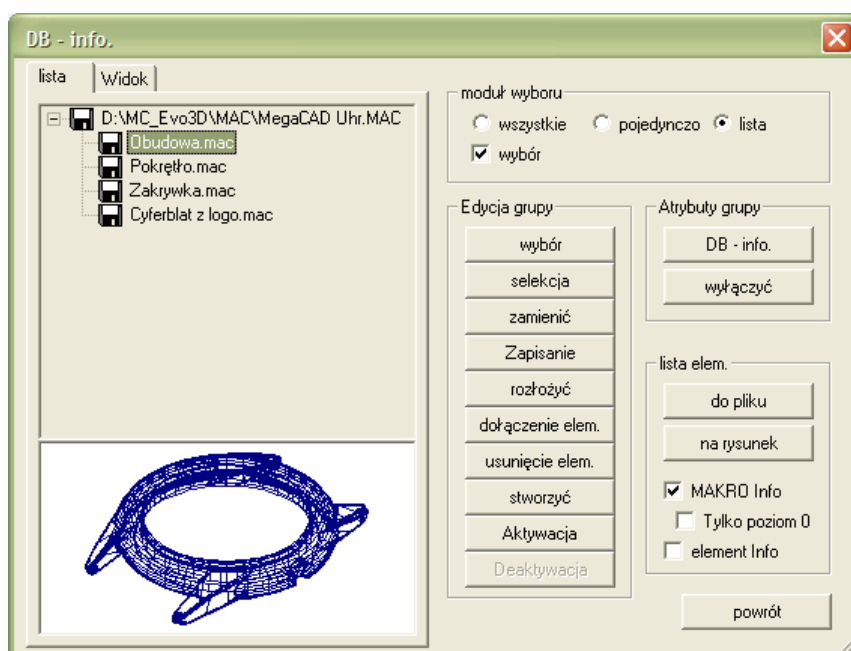 DB - info.
lista
Widok
D:\MC_Evo3D\MAC\MegaCAD Uhr.MAC
Obudowa.mac
Pokrętło.mac
Zakrywka.mac
Cyferblat z logo.mac
moduł wyboru
wszystkie pojedynczo lista
wybór
Edycja grupy
wybór
selekcja
zamienić
Zapisanie
rozłożyć
dołączenie elem.
usunięcie elem.
stworzyć
Aktywacja
Deaktywacja
Atrybuty grupy
DB - info.
wyłączyć
lista elem.
do pliku
na rysunek
MAKRO Info
Tylko poziom 0
element Info
powrót